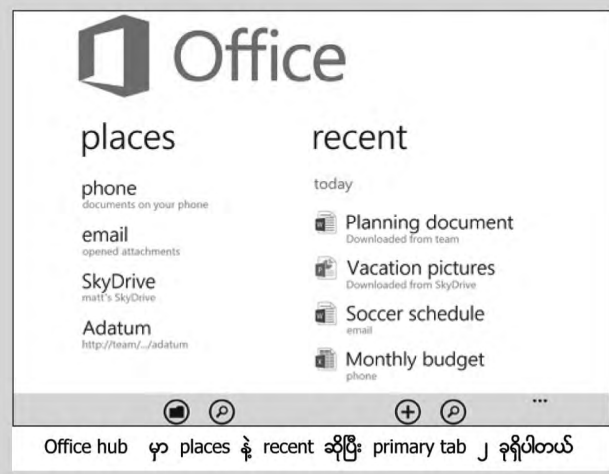 Office
places
phone
documents on your phone
email
opened attachments
SkyDrive
matt's SkyDrive
Adatum
http://team/.../adatum
recent
today
Planning document
Downloaded from team
Vacation pictures
Downloaded from SkyDrive
Soccer schedule
email
Monthly budget
phone
Office hub မှာ places နဲ့ recent ဆိုပြီး primary tab ၂ ခုရှိပါတယ်